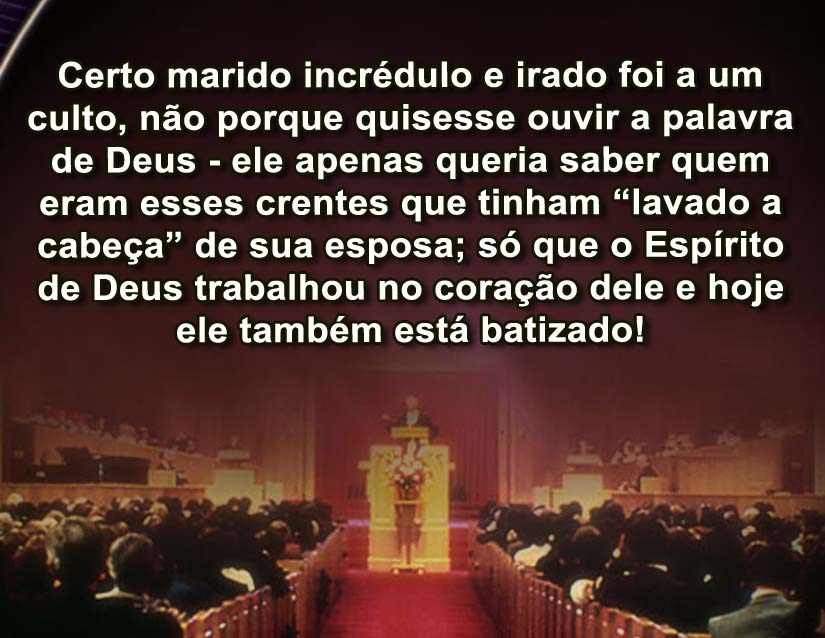 Certo marido incrédulo e irado foi a um
culto, não porque quisesse ouvir a palavra
de Deus - ele apenas queria saber quem
eram esses crentes que tinham “lavado a
cabeça” de sua esposa; só que o Espírito
de Deus trabalhou no coração dele e hoje
ele também está batizado!